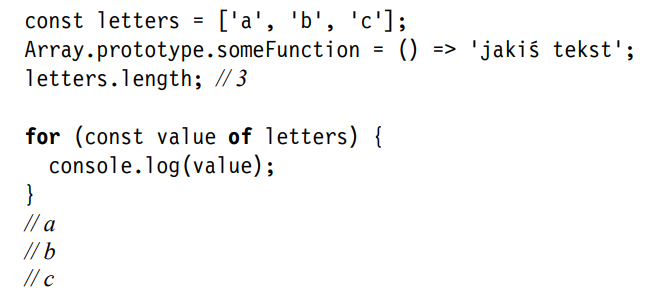 const letters = ['a', 'b', 'c'];
Array.prototype.someFunction = () => 'jakiś tekst';
letters.length; // 3
for (const value of letters) {
  console.log(value);
}
// a
// b
// c